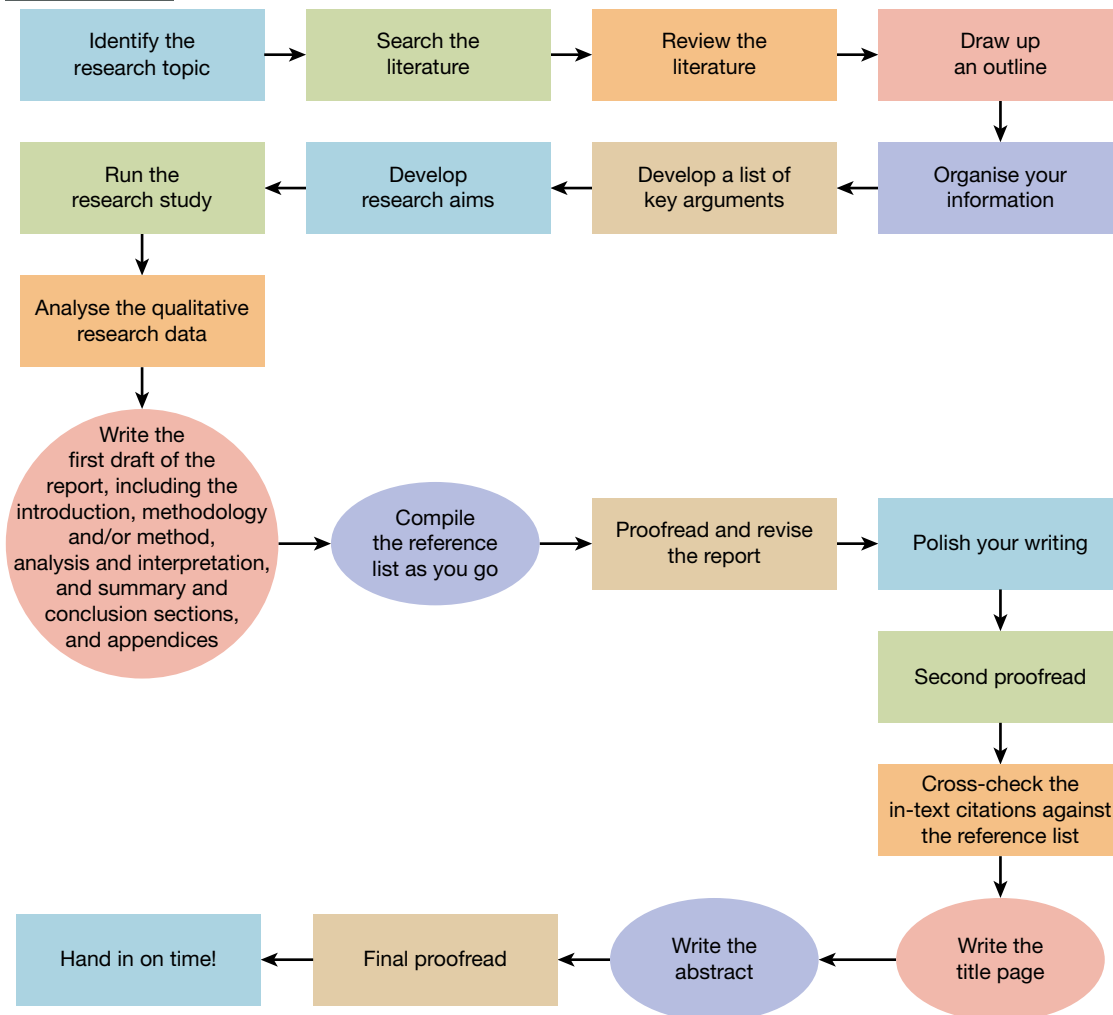 Identify the
research topic
Search the
literature
Review the
literature
Draw up
an outline
Organise your
information
Develop a list of
key arguments
Develop
research aims
Run the
research study
Analyse the qualitative
research data
Write the
first draft of the
report, including the
introduction, methodology
and/or method,
analysis and interpretation,
and summary and
conclusion sections,
and appendices
Compile
the reference
list as you go
Proofread and revise
the report
Polish your writing
Second proofread
Cross-check the
in-text citations against
the reference list
Write the
title page
Write the
abstract
Final proofread
Hand in on time!